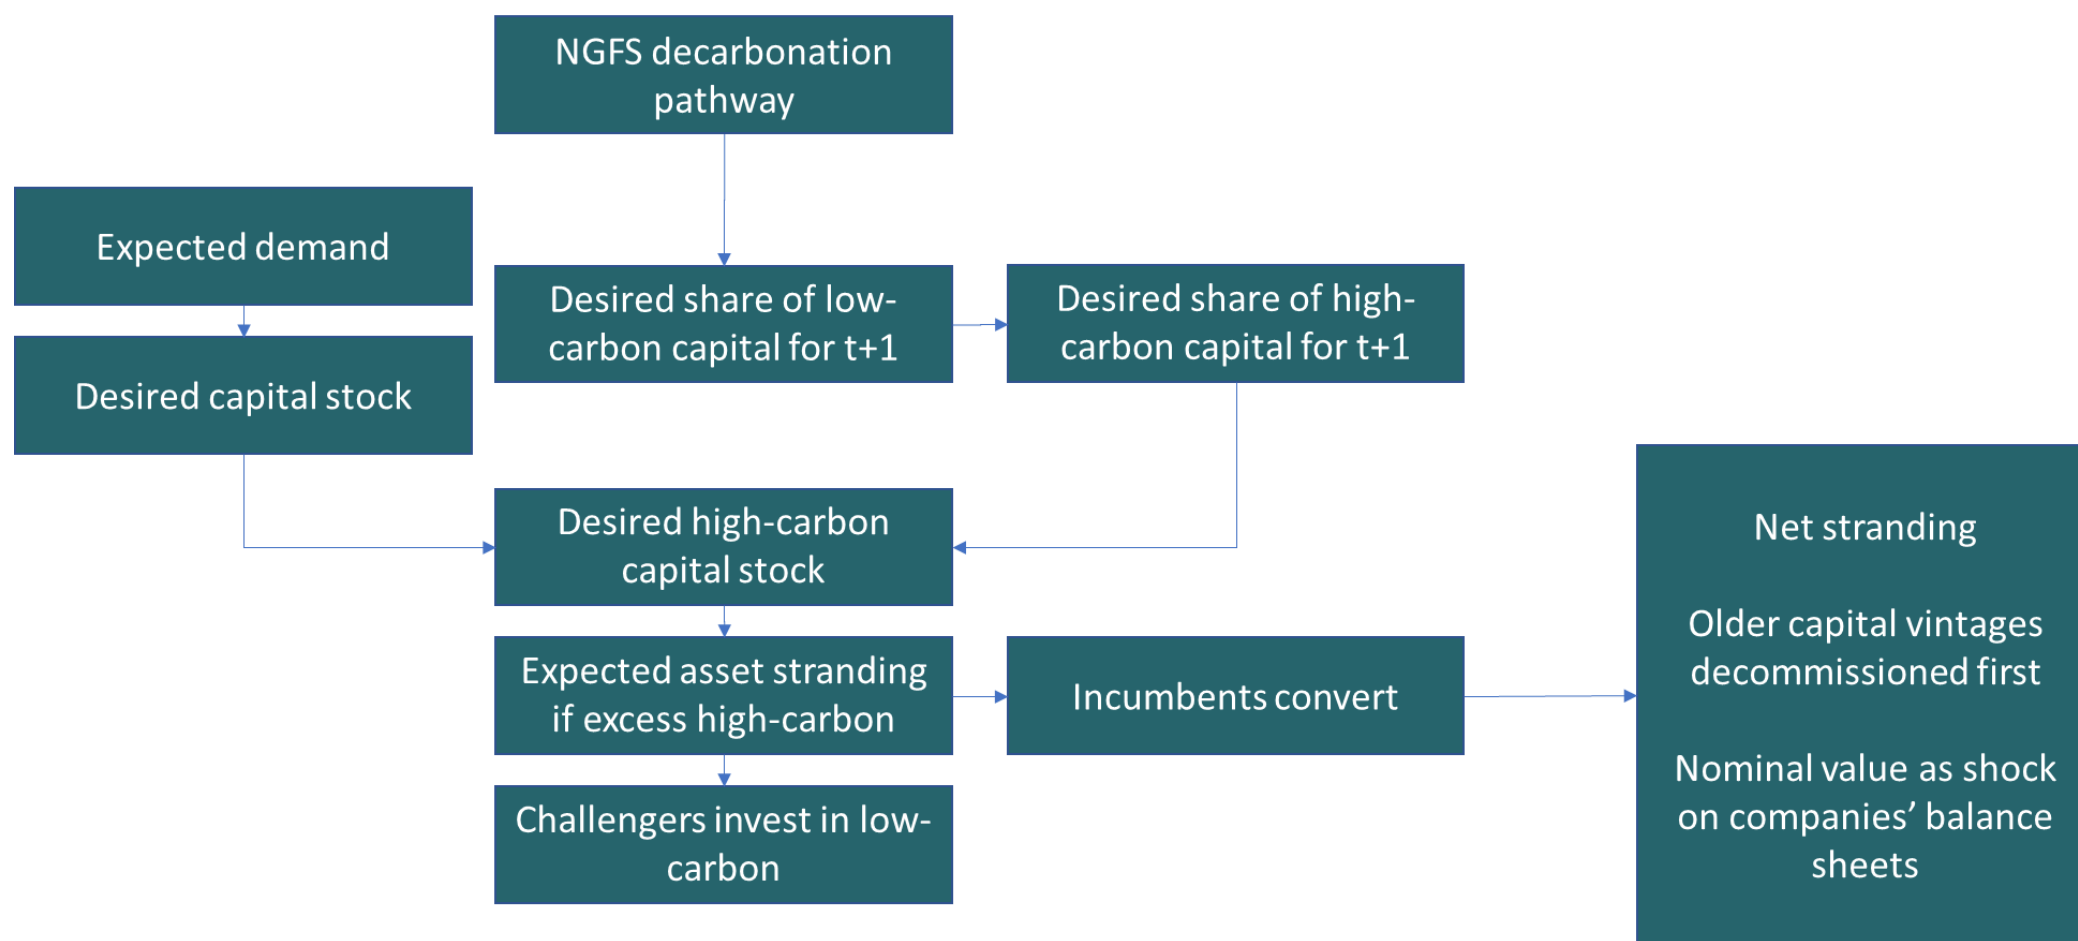 NGFS decarbonation
pathway
Expected demand
Desired share of low-
carbon capital for t+1
Desired share of high-
carbon capital for t+1
Desired capital stock
Desired high-carbon
capital stock
Expected asset stranding
if excess high-carbon
Incumbents convert
Challengers invest in low-
carbon
Net stranding
Older capital vintages
decommissioned first
Nominal value as shock
on companies’ balance
sheets